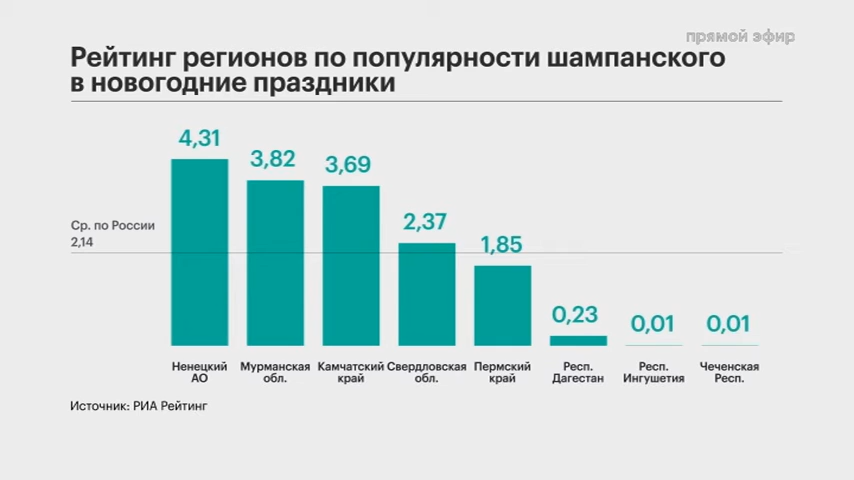 прямой эфир
Рейтинг регионов по популярности шампанского
в новогодние праздники
4,31
3,82
3,69
2,37
1,85
0,23
0,01
0,01
Ср. по России
2,14
Ненецкий
АО
Мурманская
обл.
Камчатский
край
Свердловская
обл.
Пермский
край
Респ.
Дагестан
Респ.
Ингушетия
Чеченская
Респ.
Источник: РИА Рейтинг